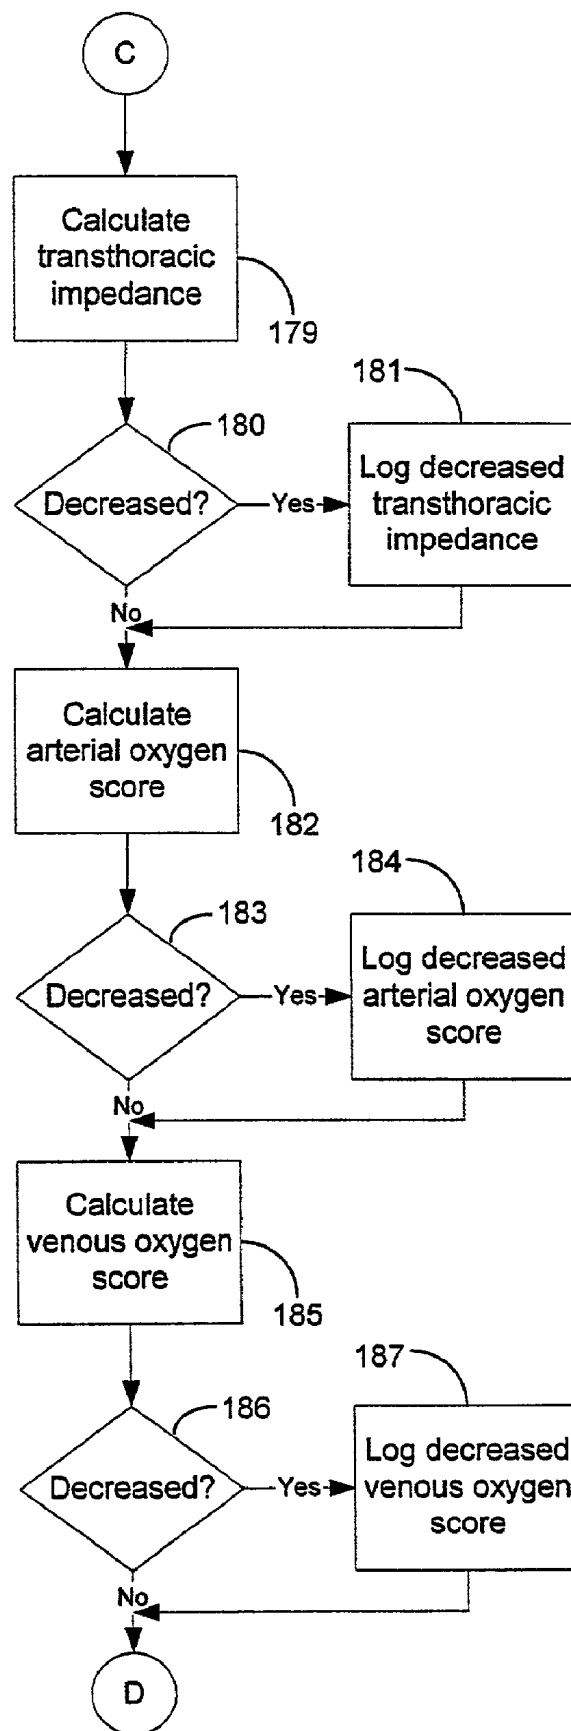 C
Calculate
transthoracic
impedance
179
180
181
Decreased?
Yes
Log decreased
transthoracic
impedance
No
Calculate
arterial oxygen
score
182
183
184
Decreased?
Yes
Log decreased
arterial oxygen
score
No
Calculate
venous oxygen
score
185
186
187
Decreased?
Yes
Log decreased
venous oxygen
score
No
D